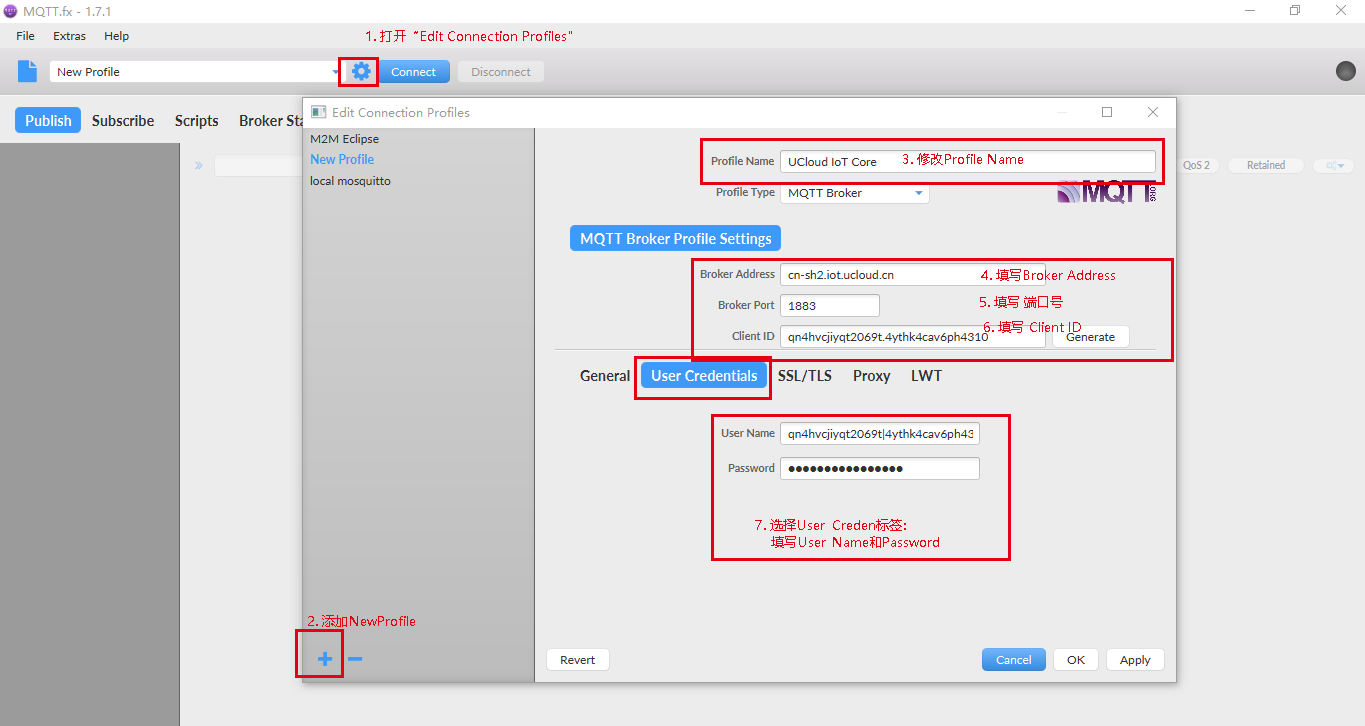 MQTT.fx - 1.7.1
File Extras Help
1. 打开 "Edit Connection Profiles"
New Profile
Connect
Disconnect
Publish Subscribe Scripts Broker Sta
Edit Connection Profiles
M2M Eclipse
New Profile
local mosquitto
Profile Name UCloud IoT Core 3. 修改Profile Name
QoS 2 Retained
Profile Type MQTT Broker
MQTT.ORG
MQTT Broker Profile Settings
Broker Address cn-sh2.iot.ucloud.cn 4. 填写Broker Address
Broker Port 1883 5. 填写 端口号
6. 填写 Client ID
Client ID qn4hvcjiyqt2069t.4ythk4cav6ph4310 Generate
General User Credentials SSL/TLS Proxy LWT
User Name qn4hvcjiyqt2069t|4ythk4cav6ph43
Password ●●●●●●●●●●●●●●●●
7. 选择User Creden标签:
填写User Name和Password
2. 添加NewProfile
Revert Cancel OK Apply